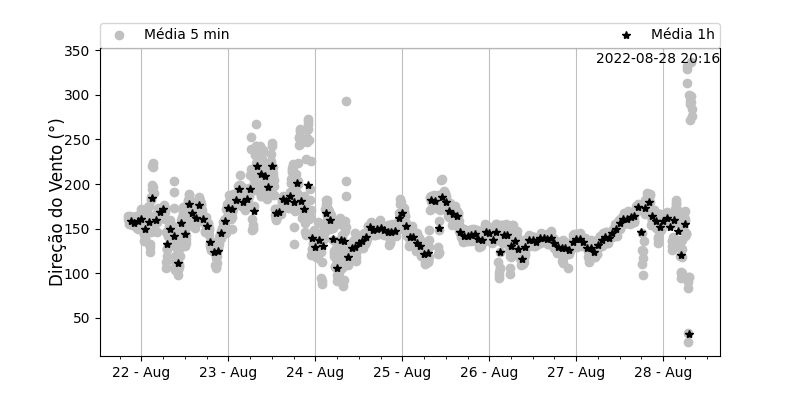 Média 5 min
Média 1h
2022-08-28 20:16
Direção do Vento (°)
350
300
250
200
150
100
50
22 - Aug
23 - Aug
24 - Aug
25 - Aug
26 - Aug
27 - Aug
28 - Aug